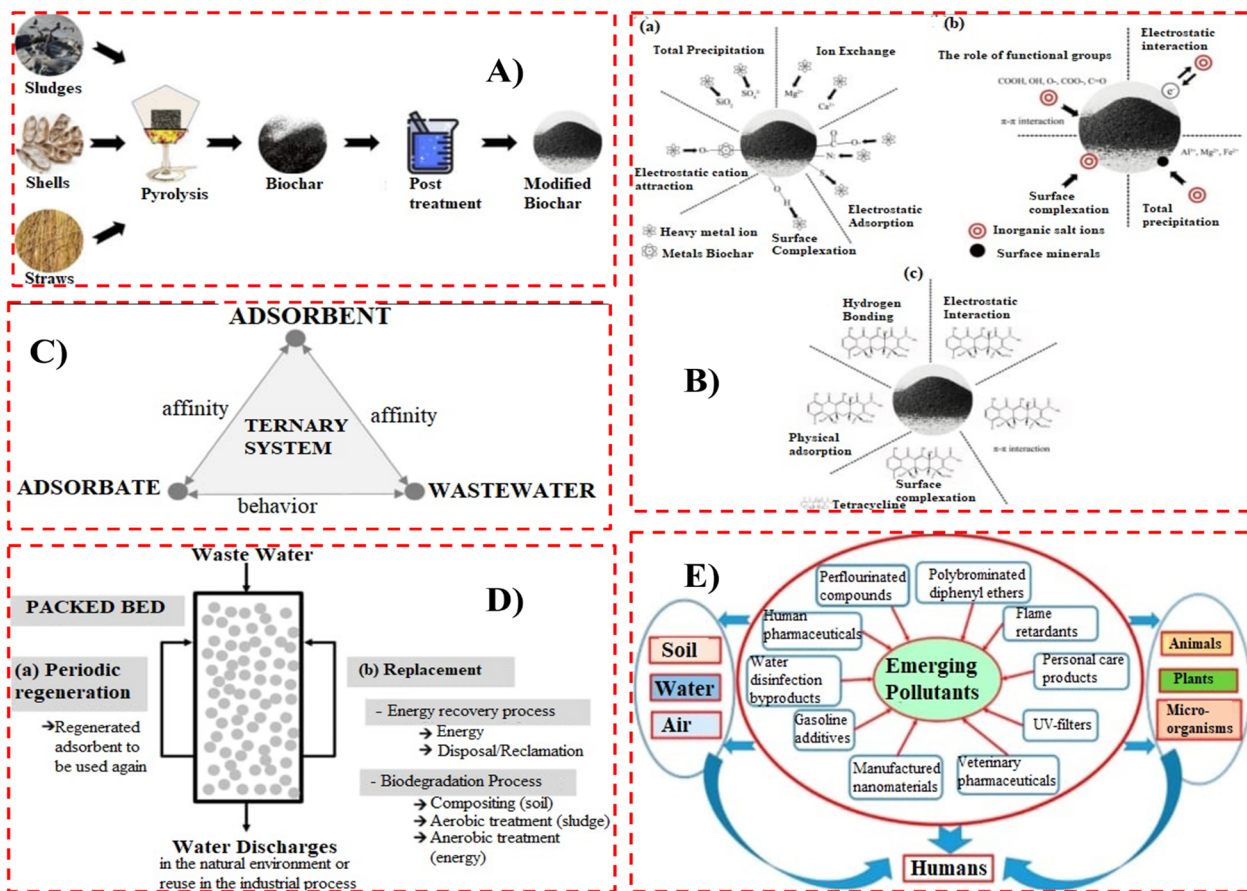 A)
Sludges
Shells
Straws
Pyrolysis
Biochar
Post
treatment
Modified
Biochar
(a)
Total Precipitation
Ion Exchange
SiO₂
SO₄²
Mg²⁺
Ca²⁺
O
C
O
O
N:
S
O
H
Electrostatic cation
attraction
Electrostatic
Adsorption
Surface
Complexation
Heavy metal ion
Metals Biochar
(b)
The role of functional groups
COOH, OH, O-, COO-, C=O
π-π interaction
Electrostatic
interaction
e⁻
Al³⁺, Mg²⁺, Fe²⁺
Surface
complexation
Total
precipitation
Inorganic salt ions
Surface minerals
(c)
Hydrogen
Bonding
Electrostatic
Interaction
B)
Physical
adsorption
π-π interaction
Surface
complexation
Tetracycline
C)
ADSORBENT
affinity
affinity
TERNARY
SYSTEM
ADSORBATE
WASTEWATER
behavior
D)
Waste Water
PACKED BED
(a) Periodic
regeneration
➔Regenerated
adsorbent to
be used again
(b) Replacement
- Energy recovery process
➔ Energy
➔ Disposal/Reclamation
- Biodegradation Process
➔ Compositing (soil)
➔ Aerobic treatment (sludge)
➔ Anerobic treatment
(energy)
Water Discharges
in the natural environment or
reuse in the industrial process
E)
Soil
Water
Air
Perflourinated
compounds
Polybrominated
diphenyl ethers
Human
pharmaceuticals
Flame
retardants
Water
disinfection
byproducts
Emerging
Pollutants
Personal care
products
Gasoline
additives
UV-filters
Manufactured
nanomaterials
Veterinary
pharmaceuticals
Animals
Plants
Micro-
organisms
Humans